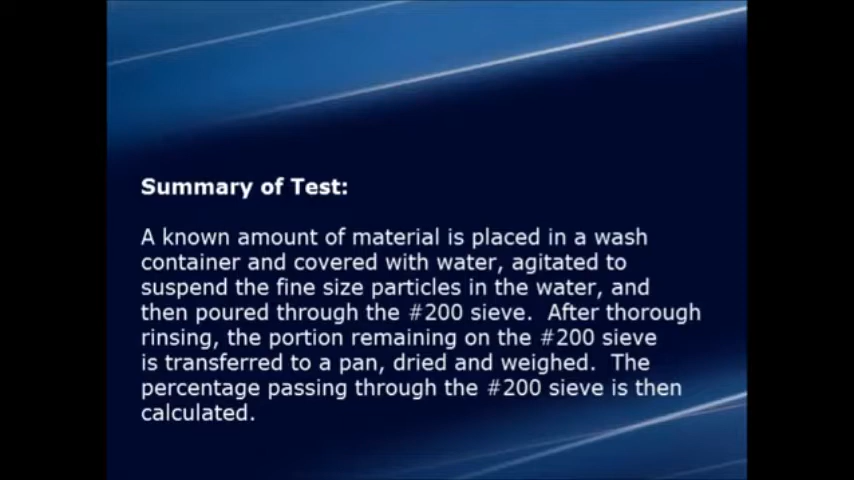 Summary of Test:
A known amount of material is placed in a wash
container and covered with water, agitated to
suspend the fine size particles in the water, and
then poured through the #200 sieve.  After thorough
rinsing, the portion remaining on the #200 sieve
is transferred to a pan, dried and weighed.  The
percentage passing through the #200 sieve is then
calculated.